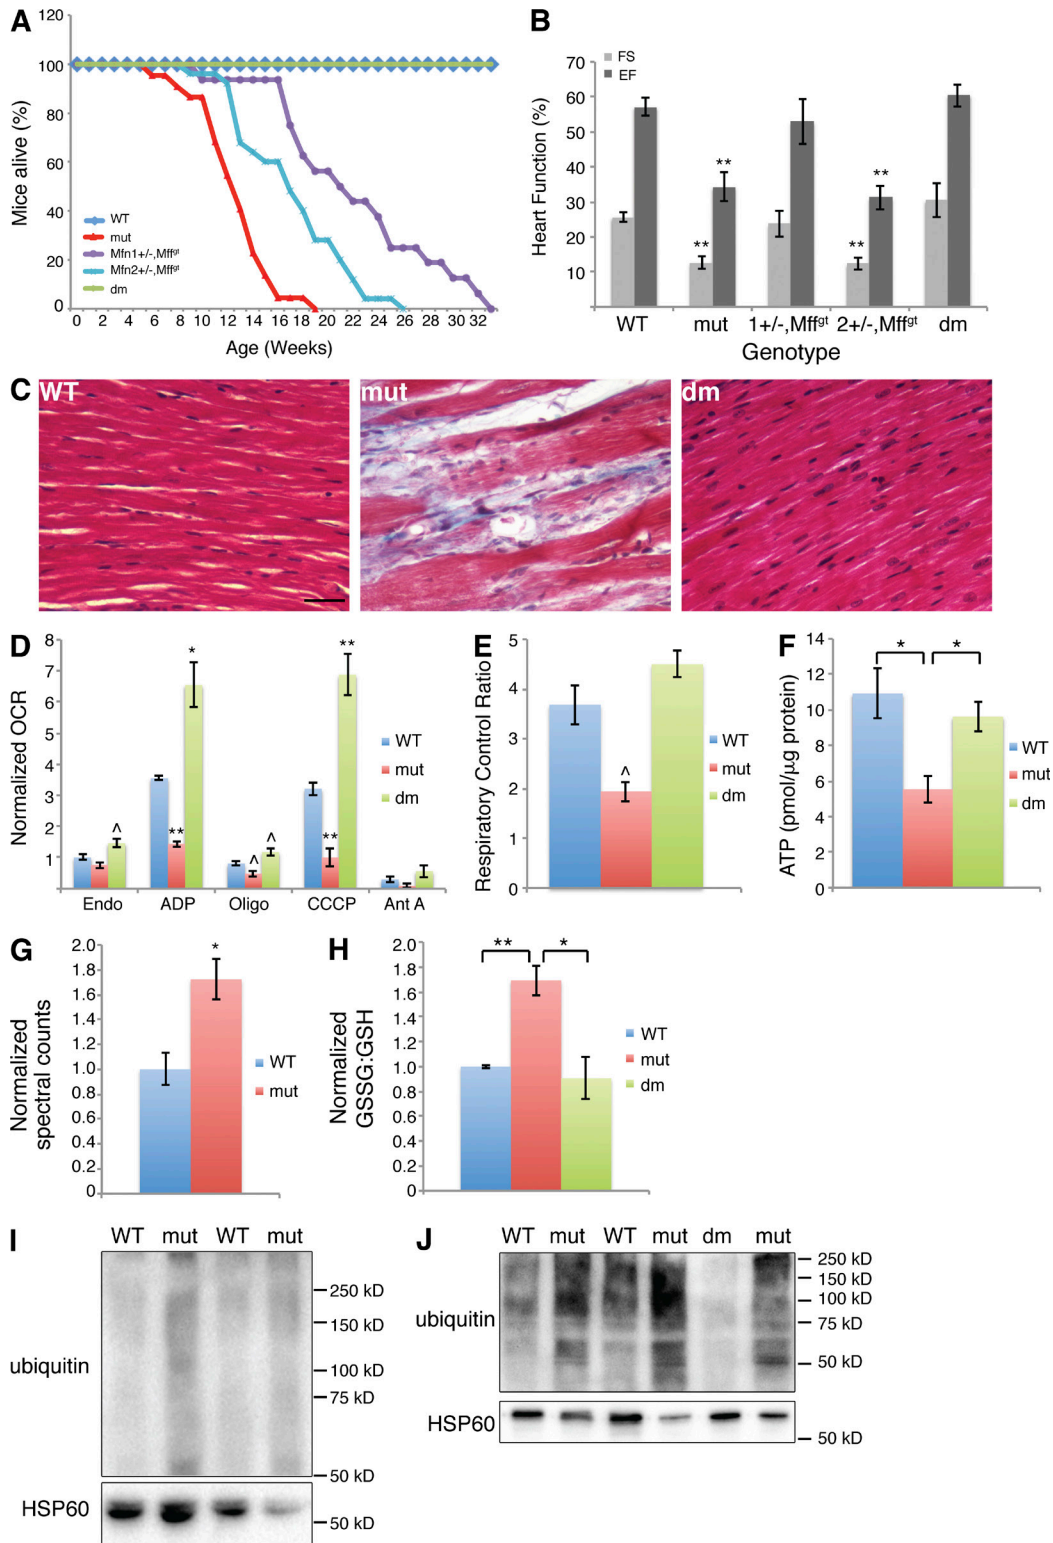 A
120
100
80
60
40
20
0
Mice alive (%)
WT
mut
Mfn1+/-,Mffgt
Mfn2+/-,Mffgt
dm
0 2 4 6 8 10 12 14 16 18 20 22 24 26 28 30 32
Age (Weeks)
B
FS
EF
70
60
50
40
30
20
10
Heart Function (%)
** ** ** **
WT mut 1+/-,Mffgt 2+/-,Mffgt dm
Genotype
C
WT
mut
dm
D
8
7
6
5
4
3
2
1
Normalized OCR
^ ** * ^ ^ ** **
WT
mut
dm
Endo ADP Oligo CCCP Ant A
E
5
4
3
2
1
0
Respiratory Control Ratio
^
WT
mut
dm
F
14
12
10
8
6
4
2
0
ATP (pmol/µg protein)
* *
WT
mut
dm
G
2.0
1.8
1.6
1.4
1.2
1.0
0.8
0.6
0.4
0.2
0
Normalized
spectral counts
*
WT
mut
H
2.0
1.8
1.6
1.4
1.2
1.0
0.8
0.6
0.4
0.2
0
Normalized
GSSG:GSH
** *
WT
mut
dm
I
WT mut WT mut
ubiquitin
250 kD
150 kD
100 kD
75 kD
50 kD
HSP60
50 kD
J
WT mut WT mut dm mut
ubiquitin
250 kD
150 kD
100 kD
75 kD
50 kD
HSP60
50 kD